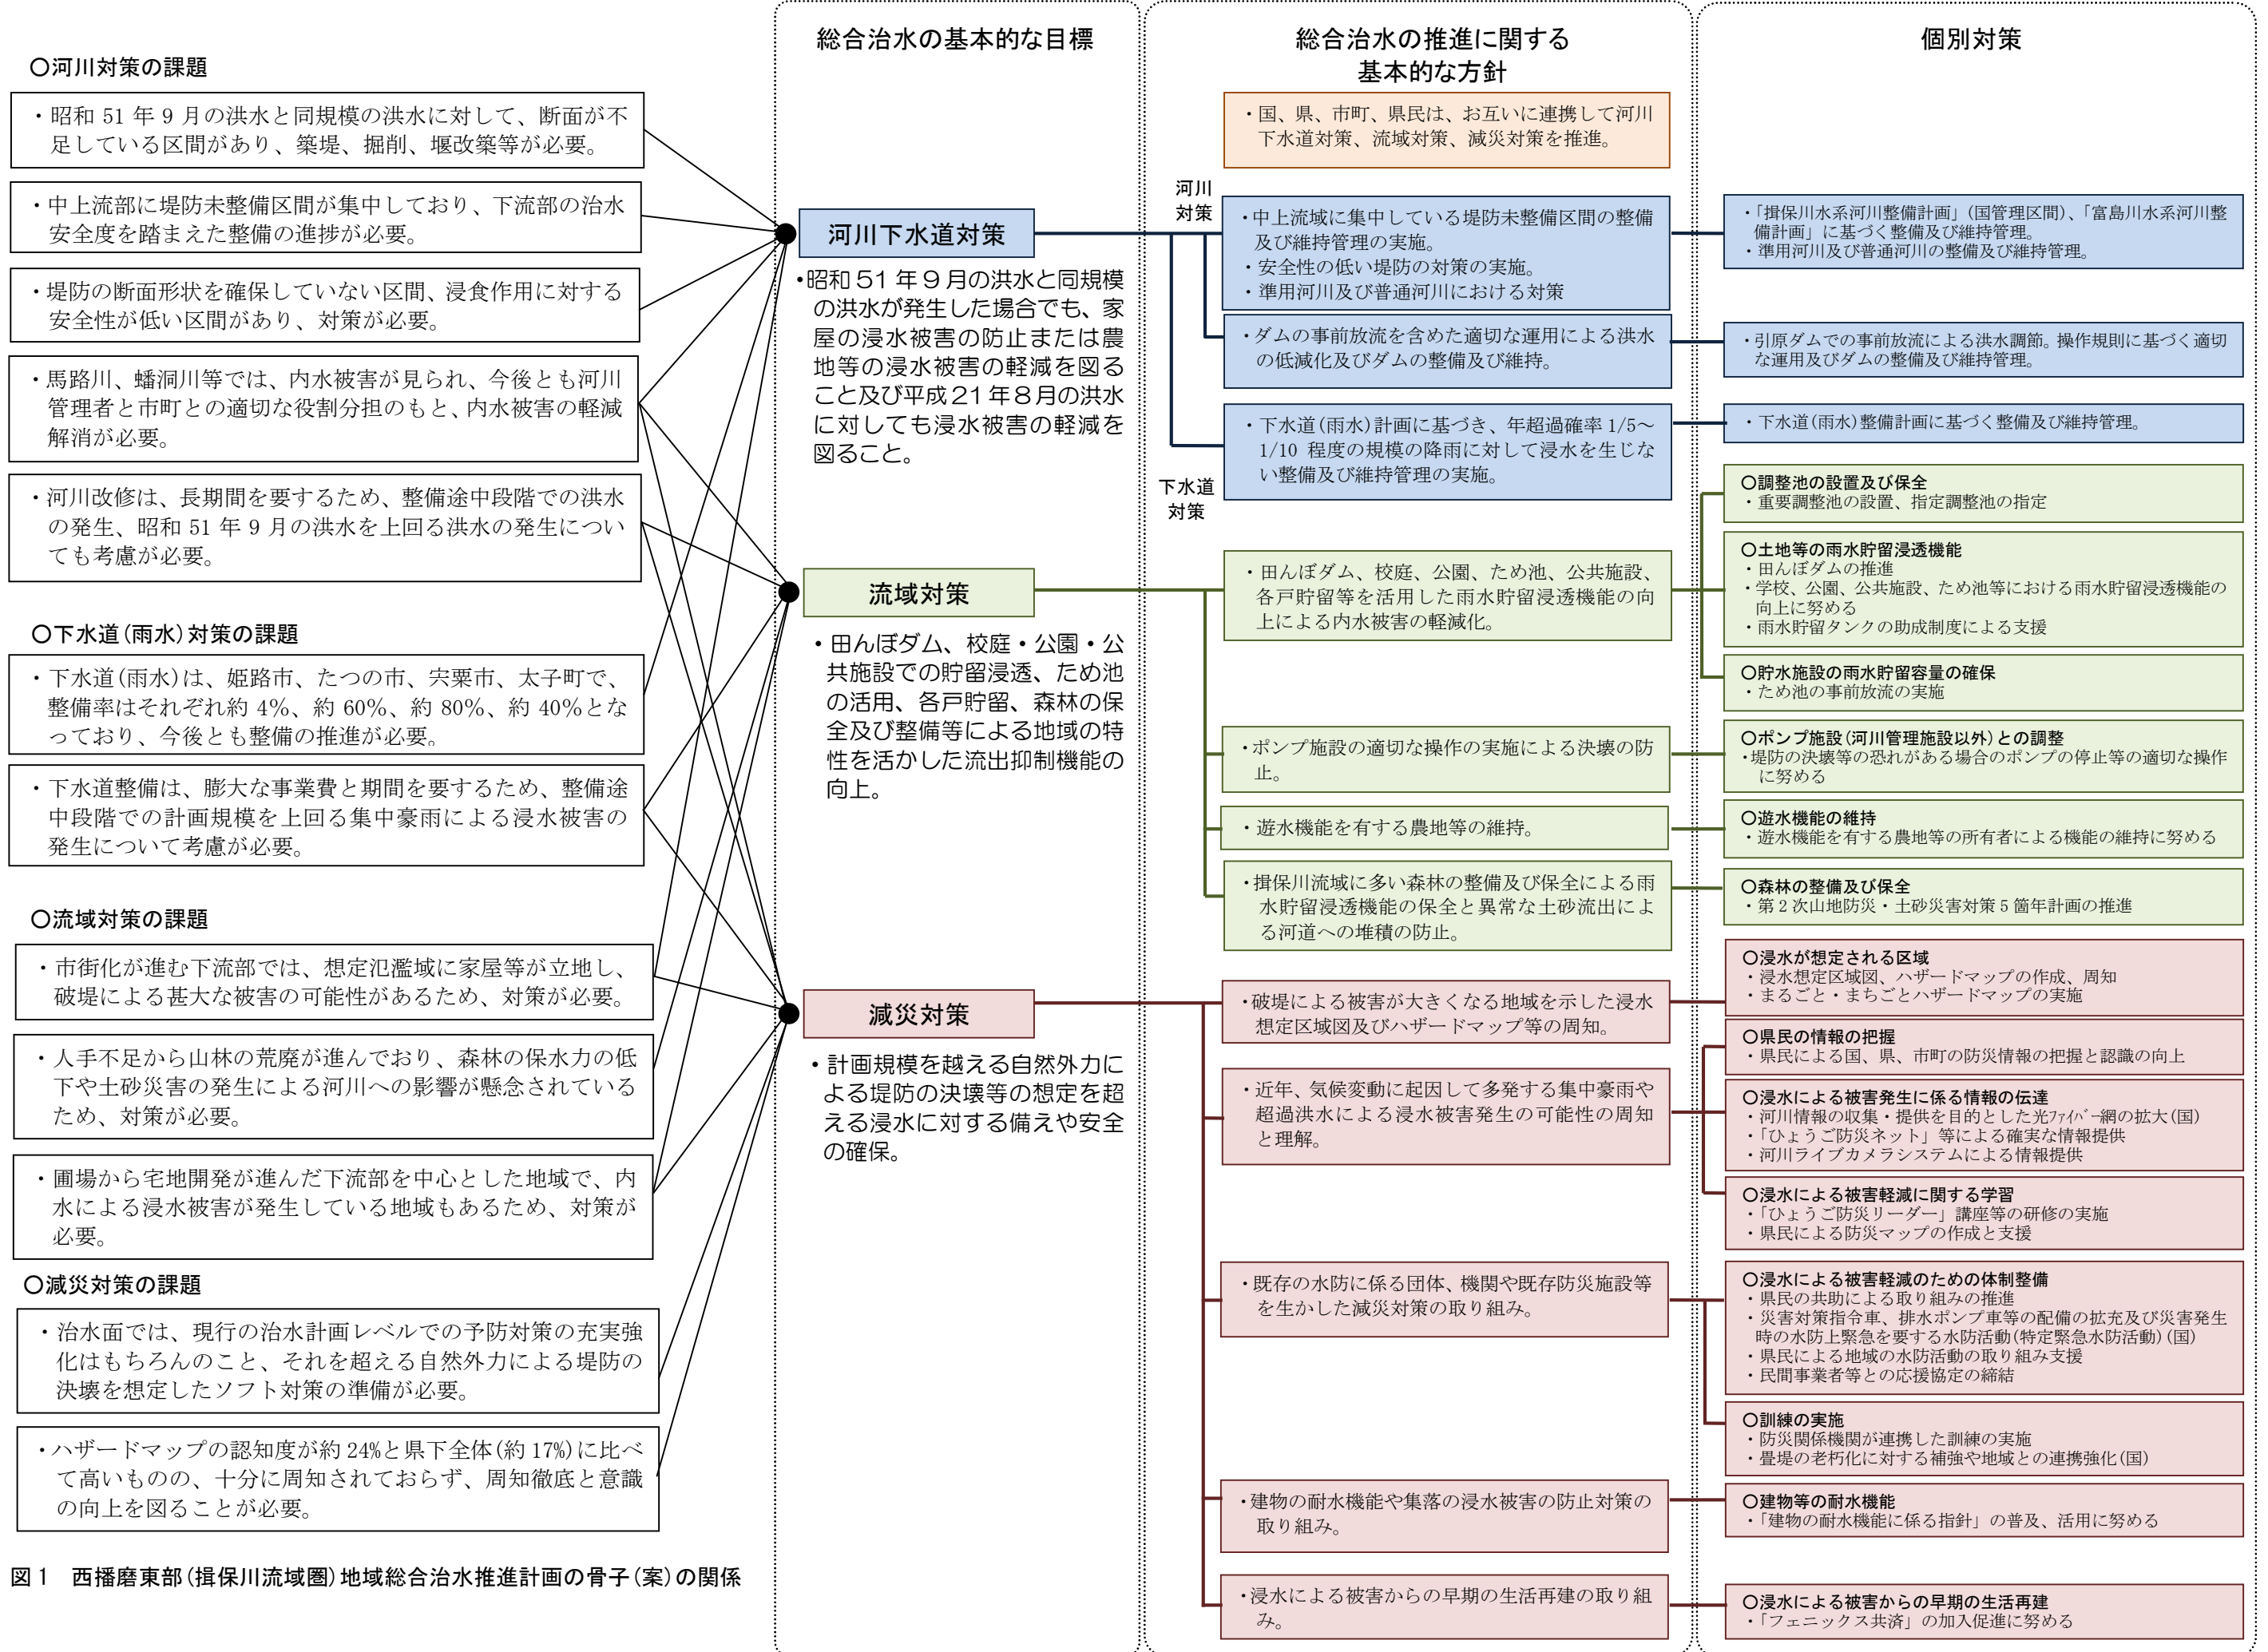 〇河川対策の課題
・昭和 51 年 9 月の洪水と同規模の洪水に対して、断面が不
足している区間があり、築堤、掘削、堰改築等が必要。
・中上流部に堤防未整備区間が集中しており、下流部の治水
安全度を踏まえた整備の進捗が必要。
・堤防の断面形状を確保していない区間、浸食作用に対する
安全性が低い区間があり、対策が必要。
・馬路川、蟠洞川等では、内水被害が見られ、今後とも河川
管理者と市町との適切な役割分担のもと、内水被害の軽減
解消が必要。
・河川改修は、長期間を要するため、整備途中段階での洪水
の発生、昭和 51 年 9 月の洪水を上回る洪水の発生につい
ても考慮が必要。
〇下水道(雨水)対策の課題
・下水道(雨水)は、姫路市、たつの市、宍粟市、太子町で、
整備率はそれぞれ約 4%、約 60%、約 80%、約 40%とな
っており、今後とも整備の推進が必要。
・下水道整備は、膨大な事業費と期間を要するため、整備途
中段階での計画規模を上回る集中豪雨による浸水被害の
発生について考慮が必要。
〇流域対策の課題
・市街化が進む下流部では、想定氾濫域に家屋等が立地し、
破堤による甚大な被害の可能性があるため、対策が必要。
・人手不足から山林の荒廃が進んでおり、森林の保水力の低
下や土砂災害の発生による河川への影響が懸念されている
ため、対策が必要。
・圃場から宅地開発が進んだ下流部を中心とした地域で、内
水による浸水被害が発生している地域もあるため、対策が
必要。
〇減災対策の課題
・治水面では、現行の治水計画レベルでの予防対策の充実強
化はもちろんのこと、それを超える自然外力による堤防の
決壊を想定したソフト対策の準備が必要。
・ハザードマップの認知度が約 24%と県下全体(約 17%)に比べ
て高いものの、十分に周知されておらず、周知徹底と意識
の向上を図ることが必要。
図 1 西播磨東部(揖保川流域圏)地域総合治水推進計画の骨子(案)の関係
総合治水の基本的な目標
河川下水道対策
・昭和 51 年 9 月の洪水と同規模
の洪水が発生した場合でも、家
屋の浸水被害の防止または農
地等の浸水被害の軽減を図る
こと及び平成 21 年 8 月の洪水
に対しても浸水被害の軽減を
図ること。
流域対策
・田んぼダム、校庭・公園・公
共施設での貯留浸透、ため池
の活用、各戸貯留、森林の保
全及び整備等による地域の特
性を活かした流出抑制機能の
向上。
減災対策
・計画規模を越える自然外力に
よる堤防の決壊等の想定を超
える浸水に対する備えや安全
の確保。
総合治水の推進に関する
基本的な方針
・国、県、市町、県民は、お互いに連携して河川
下水道対策、流域対策、減災対策を推進。
河川
対策
・中上流域に集中している堤防未整備区間の整備
及び維持管理の実施。
・安全性の低い堤防の対策の実施。
・準用河川及び普通河川における対策
・ダムの事前放流を含めた適切な運用による洪水
の低減化及びダムの整備及び維持。
・下水道(雨水)計画に基づき、年超過確率 1/5~
1/10 程度の規模の降雨に対して浸水を生じな
い整備及び維持管理の実施。
下水道
対策
・田んぼダム、校庭、公園、ため池、公共施設、
各戸貯留等を活用した雨水貯留浸透機能の向
上による内水被害の軽減化。
・ポンプ施設の適切な操作の実施による決壊の防
止。
・遊水機能を有する農地等の維持。
・揖保川流域に多い森林の整備及び保全による雨
水貯留浸透機能の保全と異常な土砂流出によ
る河道への堆積の防止。
・破堤による被害が大きくなる地域を示した浸水
想定区域図及びハザードマップ等の周知。
・近年、気候変動に起因して多発する集中豪雨や
超過洪水による浸水被害発生の可能性の周知
と理解。
・既存の水防に係る団体、機関や既存防災施設等
を生かした減災対策の取り組み。
・建物の耐水機能や集落の浸水被害の防止対策の
取り組み。
・浸水による被害からの早期の生活再建の取り組
み。
個別対策
・「揖保川水系河川整備計画」(国管理区間)、「富島川水系河川整
備計画」に基づく整備及び維持管理。
・準用河川及び普通河川の整備及び維持管理。
・引原ダムでの事前放流による洪水調節。操作規則に基づく適切
な運用及びダムの整備及び維持管理。
・下水道(雨水)整備計画に基づく整備及び維持管理。
〇調整池の設置及び保全
・重要調整池の設置、指定調整池の指定
〇土地等の雨水貯留浸透機能
・田んぼダムの推進
・学校、公園、公共施設、ため池等における雨水貯留浸透機能の
向上に努める
・雨水貯留タンクの助成制度による支援
〇貯水施設の雨水貯留容量の確保
・ため池の事前放流の実施
〇ポンプ施設(河川管理施設以外)との調整
・堤防の決壊等の恐れがある場合のポンプの停止等の適切な操作
に努める
〇遊水機能の維持
・遊水機能を有する農地等の所有者による機能の維持に努める
〇森林の整備及び保全
・第 2 次山地防災・土砂災害対策 5 箇年計画の推進
〇浸水が想定される区域
・浸水想定区域図、ハザードマップの作成、周知
・まるごと・まちごとハザードマップの実施
〇県民の情報の把握
・県民による国、県、市町の防災情報の把握と認識の向上
〇浸水による被害発生に係る情報の伝達
・河川情報の収集・提供を目的とした光ﾌｧｲﾊﾞｰ網の拡大(国)
・「ひょうご防災ネット」等による確実な情報提供
・河川ライブカメラシステムによる情報提供
〇浸水による被害軽減に関する学習
・「ひょうご防災リーダー」講座等の研修の実施
・県民による防災マップの作成と支援
〇浸水による被害軽減のための体制整備
・県民の共助による取り組みの推進
・災害対策指令車、排水ポンプ車等の配備の拡充及び災害発生
時の水防上緊急を要する水防活動(特定緊急水防活動)(国)
・県民による地域の水防活動の取り組み支援
・民間事業者等との応援協定の締結
〇訓練の実施
・防災関係機関が連携した訓練の実施
・畳堤の老朽化に対する補強や地域との連携強化(国)
〇建物等の耐水機能
・「建物の耐水機能に係る指針」の普及、活用に努める
〇浸水による被害からの早期の生活再建
・「フェニックス共済」の加入促進に努める